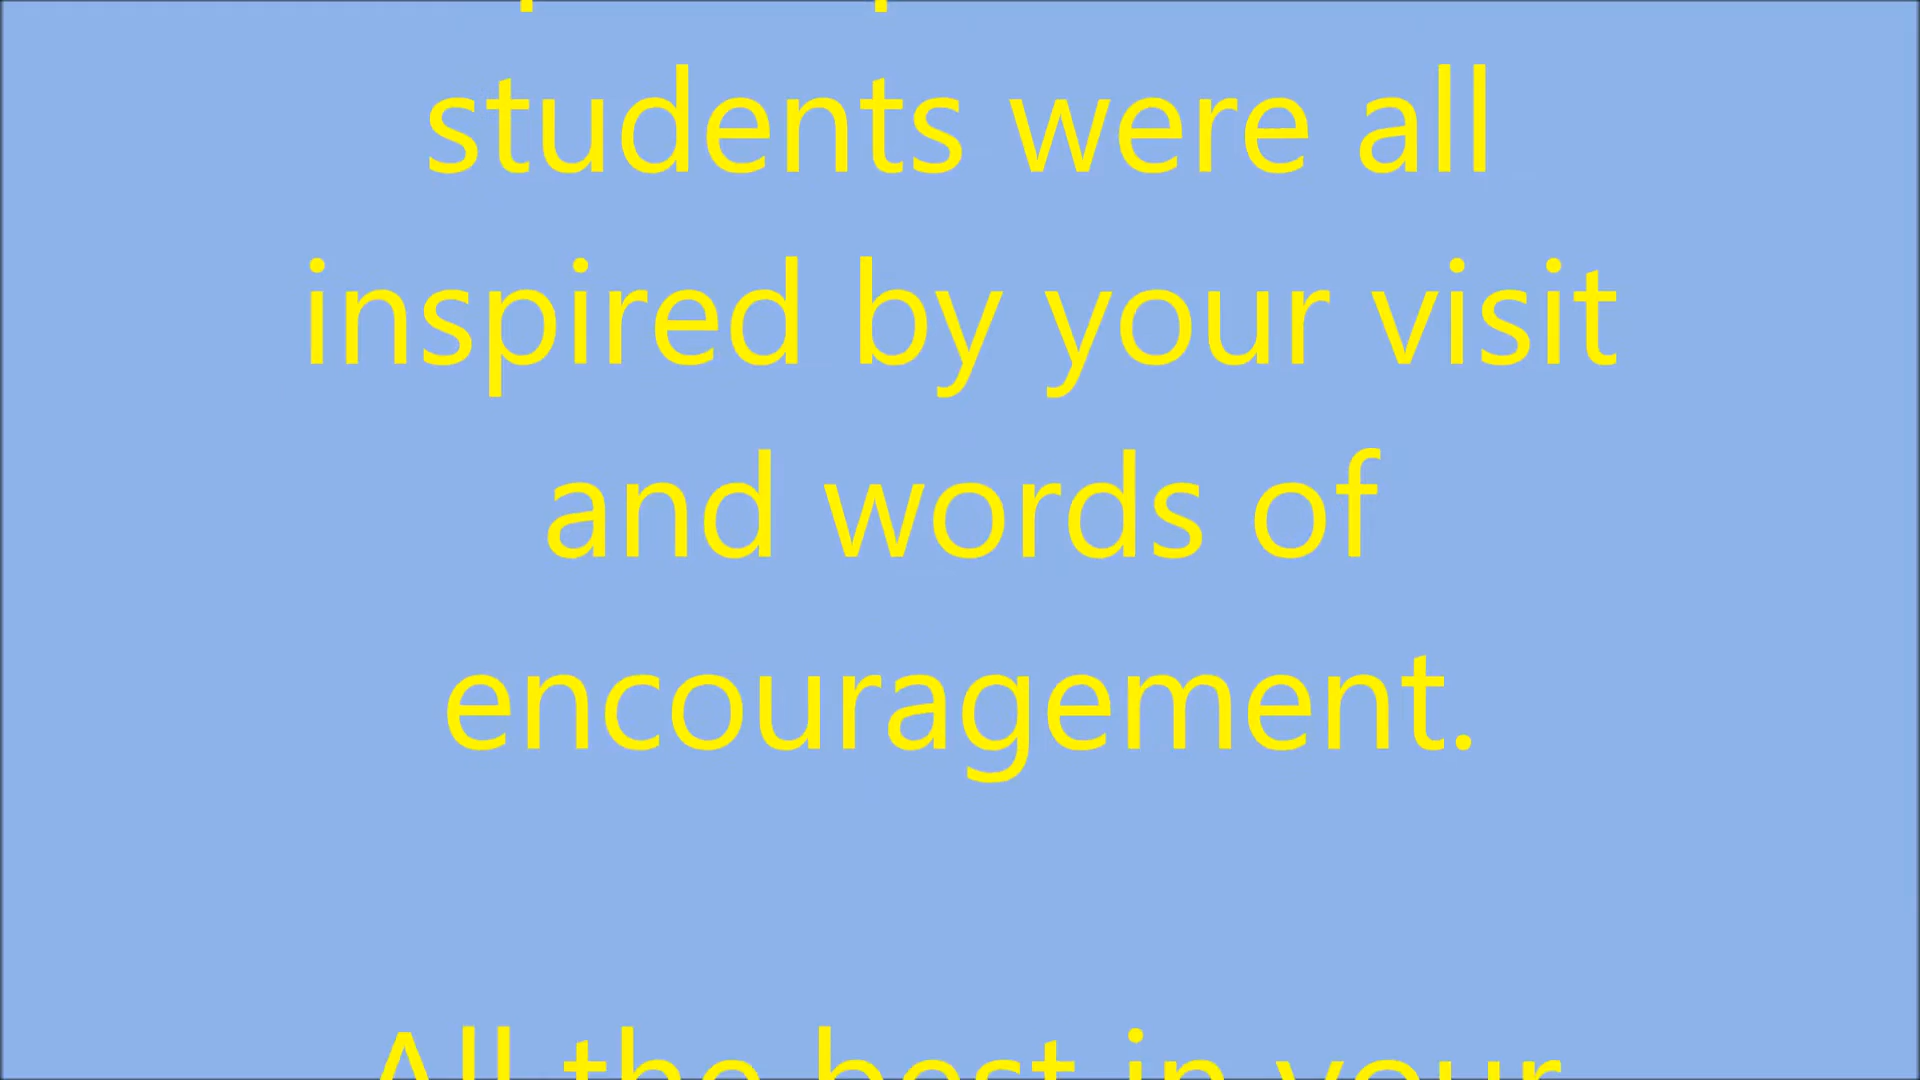 students were all
inspired by your visit
and words of
encouragement.
All the best in your